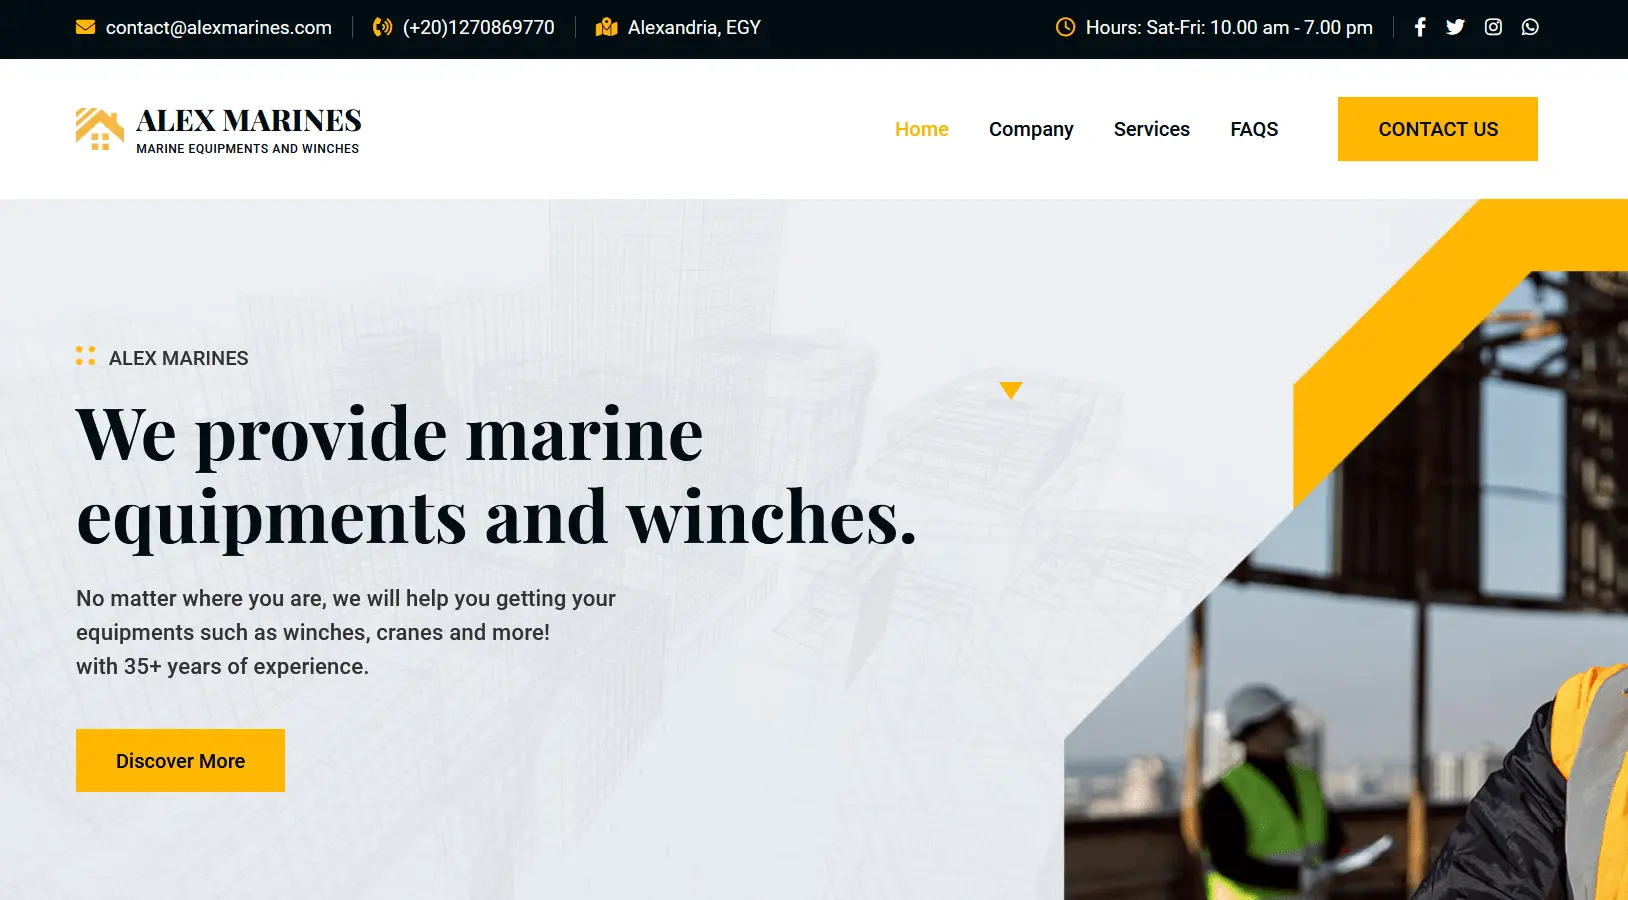 contact@alexmarines.com
(+20)1270869770
Alexandria, EGY
Hours: Sat-Fri: 10.00 am - 7.00 pm
ALEX MARINES
MARINE EQUIPMENTS AND WINCHES
Home
Company
Services
FAQS
CONTACT US
ALEX MARINES
We provide marine
equipments and winches.
No matter where you are, we will help you getting your
equipments such as winches, cranes and more!
with 35+ years of experience.
Discover More